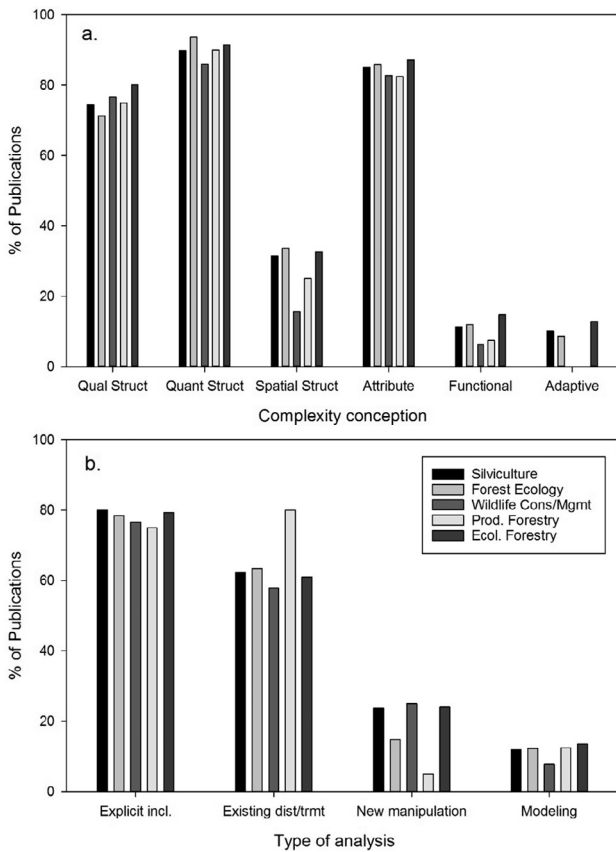 a.
100
80
60
40
20
0
% of Publications
Qual Struct Quant Struct Spatial Struct Attribute Functional Adaptive
Complexity conception
b.
100
80
60
40
20
0
% of Publications
Silviculture
Forest Ecology
Wildlife Cons/Mgmt
Prod. Forestry
Ecol. Forestry
Explicit incl. Existing dist/trmt New manipulation Modeling
Type of analysis